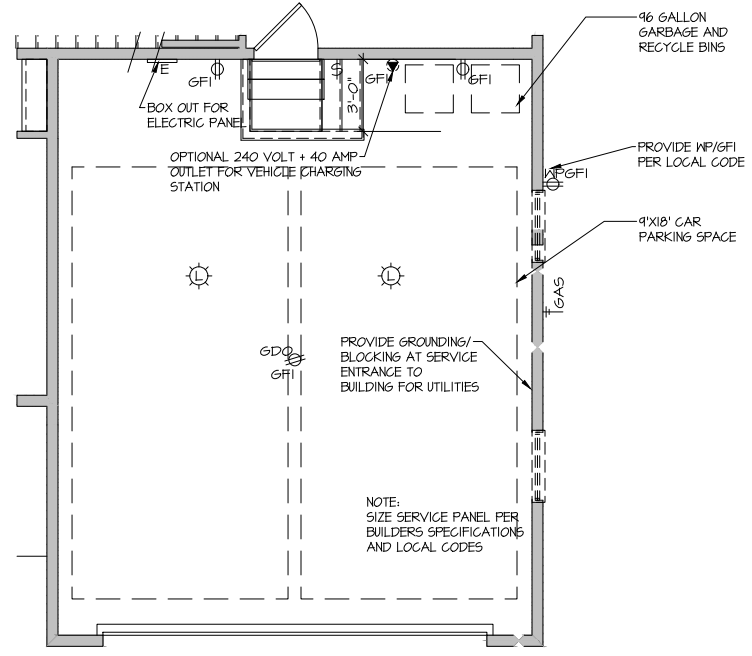 96 GALLON
GARBAGE AND
RECYCLE BINS
E
GFI
S
GFI
GFI
3'-0"
BOX OUT FOR
ELECTRIC PANEL
OPTIONAL 240 VOLT + 40 AMP
OUTLET FOR VEHICLE CHARGING
STATION
PROVIDE WP/GFI
PER LOCAL CODE
WPGFI
9'X18' CAR
PARKING SPACE
L
L
GAS
GDO
GFI
PROVIDE GROUNDING/
BLOCKING AT SERVICE
ENTRANCE TO
BUILDING FOR UTILITIES
NOTE:
SIZE SERVICE PANEL PER
BUILDERS SPECIFICATIONS
AND LOCAL CODES